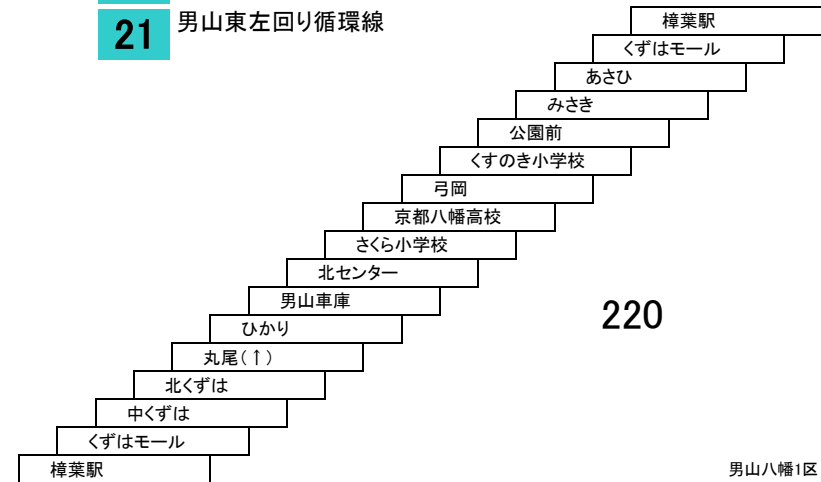 21 男山東左回り循環線
樟葉駅
くずはモール
あさひ
みさき
公園前
くすのき小学校
弓岡
京都八幡高校
さくら小学校
北センター
男山車庫
ひかり
丸尾(↑)
北くずは
中くずは
くずはモール
樟葉駅
220
男山八幡1区